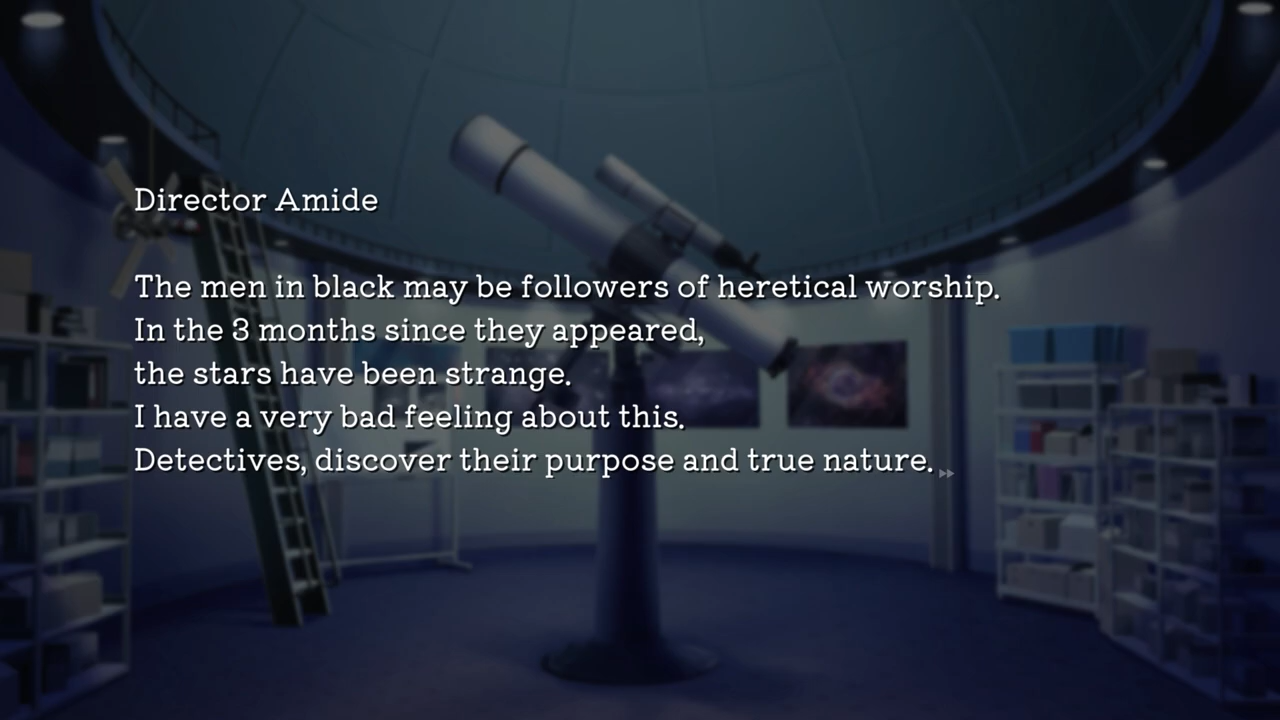 Director Amide
The men in black may be followers of heretical worship.
In the 3 months since they appeared,
the stars have been strange.
I have a very bad feeling about this.
Detectives, discover their purpose and true nature.